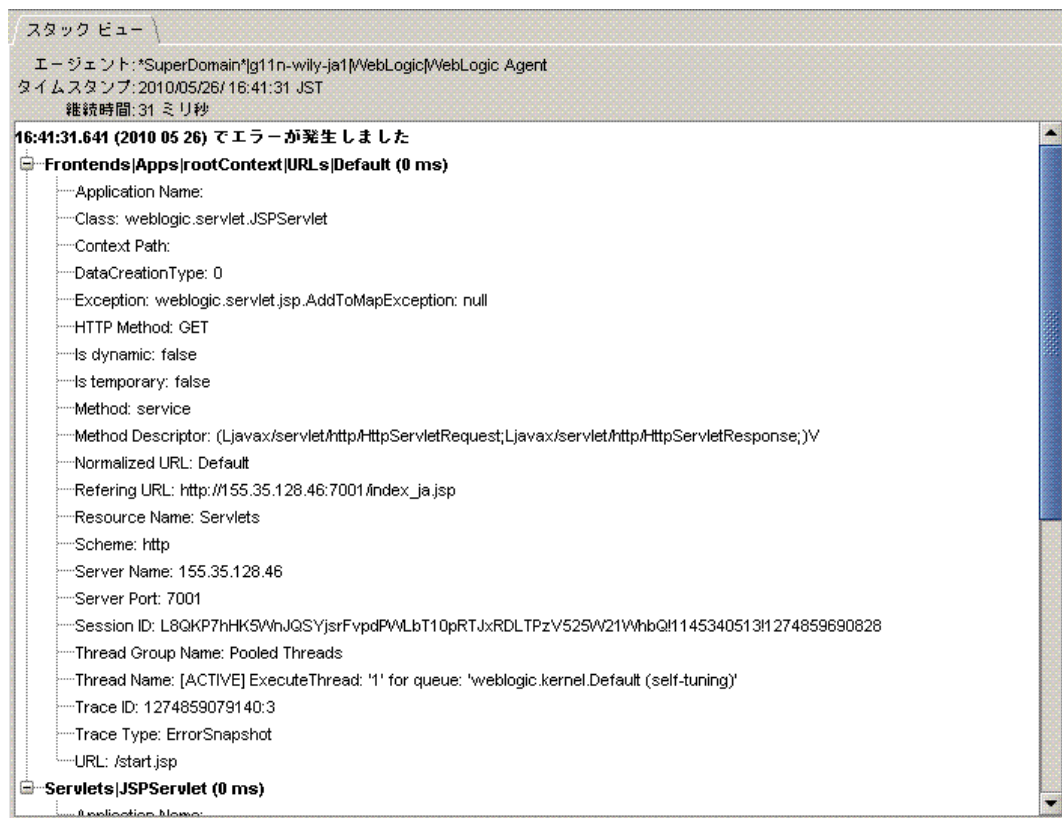 スタック ビュー
エージェント:*SuperDomain*|g11n-wily-ja1|WebLogic|WebLogic Agent
タイムスタンプ:2010/05/26/ 16:41:31 JST
継続時間:31 ミリ秒
16:41:31.641 (2010 05 26) でエラーが発生しました
Frontends|Apps|rootContext|URLs|Default (0 ms)
Application Name:
Class: weblogic.servlet.JSPServlet
Context Path:
DataCreationType: 0
Exception: weblogic.servlet.jsp.AddToMapException: null
HTTP Method: GET
Is dynamic: false
Is temporary: false
Method: service
Method Descriptor: (Ljavax/servlet/http/HttpServletRequest;Ljavax/servlet/http/HttpServletResponse;)V
Normalized URL: Default
Refering URL: http://155.35.128.46:7001/index_ja.jsp
Resource Name: Servlets
Scheme: http
Server Name: 155.35.128.46
Server Port: 7001
Session ID: L8QKP7hHK5WnJQSYjsrFvpdPWLbT10pRTJxRDLTPzV525W21WhbQ!1145340513!1274859690828
Thread Group Name: Pooled Threads
Thread Name: [ACTIVE] ExecuteThread: '1' for queue: 'weblogic.kernel.Default (self-tuning)'
Trace ID: 1274859079140:3
Trace Type: ErrorSnapshot
URL: /start.jsp
Servlets|JSPServlet (0 ms)
Application Name: